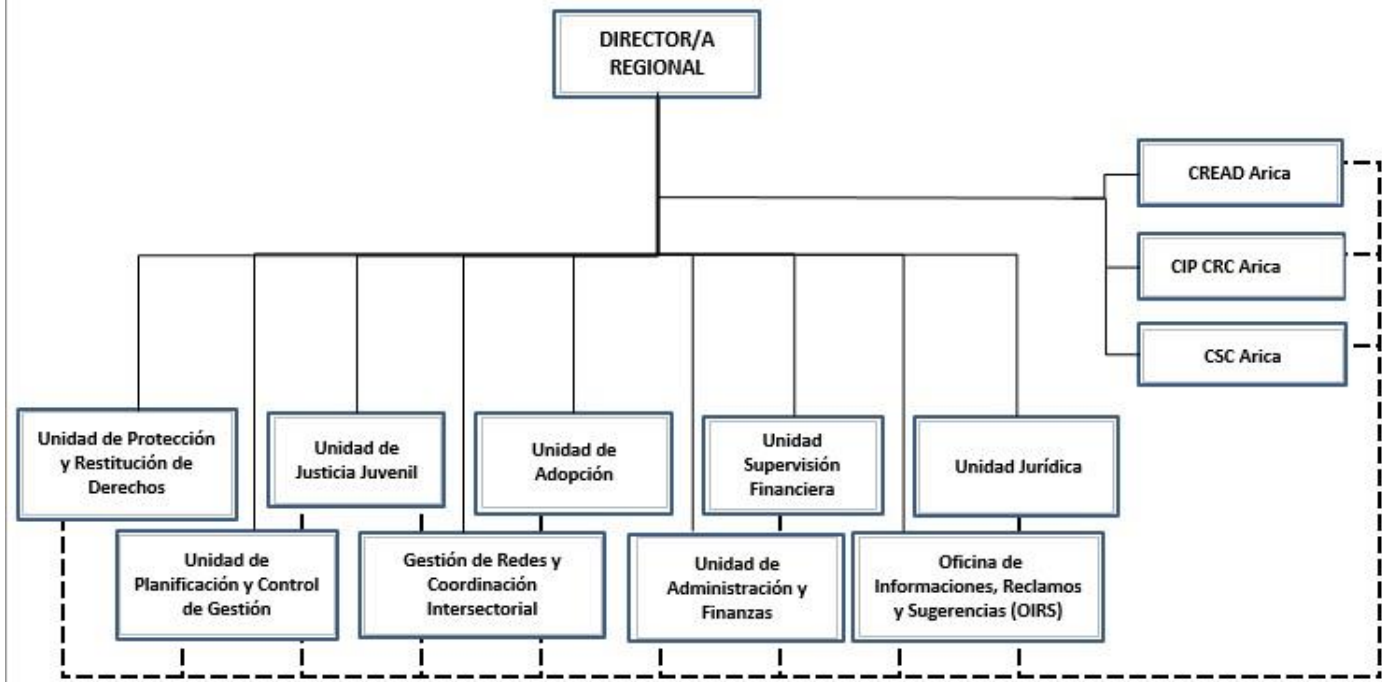 DIRECTOR/A
REGIONAL
CREAD Arica
CIP CRC Arica
CSC Arica
Unidad de Protección
y Restitución de
Derechos
Unidad de
Justicia Juvenil
Unidad de
Adopción
Unidad
Supervisión
Financiera
Unidad Jurídica
Unidad de
Planificación y Control
de Gestión
Gestión de Redes y
Coordinación
Intersectorial
Unidad de
Administración y
Finanzas
Oficina de
Informaciones, Reclamos
y Sugerencias (OIRS)